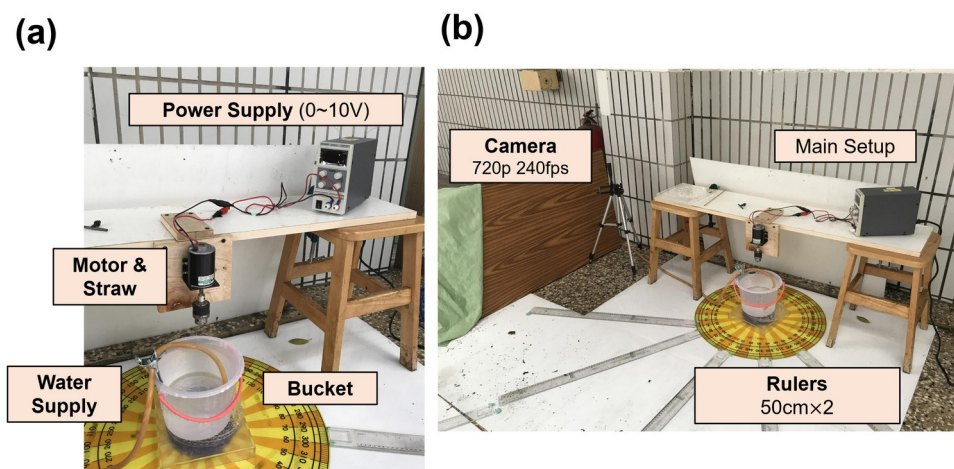 (a)
Power Supply (0~10V)
Motor &
Straw
Water
Supply
Bucket
(b)
Camera
720p 240fps
Main Setup
Rulers
50cm×2